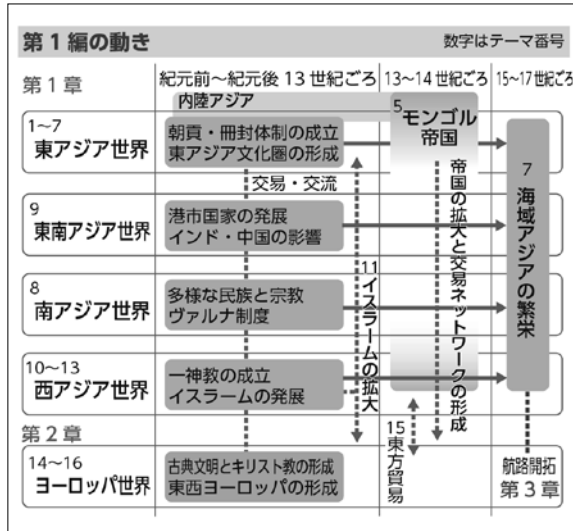 第1編の動き
数字はテーマ番号
第1章
紀元前～紀元後13世紀ごろ
13～14世紀ごろ
15～17世紀ごろ
内陸アジア
1～7
東アジア世界
朝貢・冊封体制の成立
東アジア文化圏の形成
5
モンゴル
帝国
交易・交流
9
東南アジア世界
港市国家の発展
インド・中国の影響
8
南アジア世界
多様な民族と宗教
ヴァルナ制度
10～13
西アジア世界
一神教の成立
イスラームの発展
11イスラームの拡大
帝国の拡大と交易ネットワークの形成
7
海域アジアの繁栄
第2章
14～16
ヨーロッパ世界
古典文明とキリスト教の形成
東西ヨーロッパの形成
15東方貿易
航路開拓
第3章